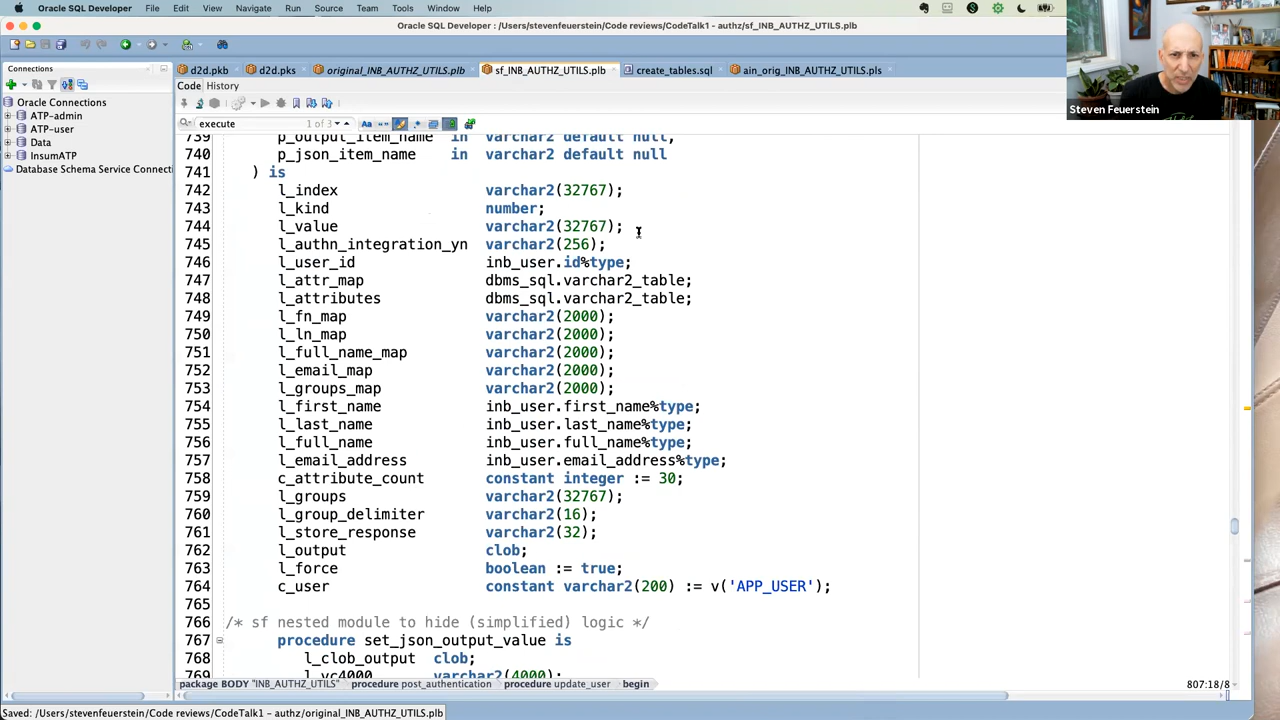 Oracle SQL Developer File Edit View Navigate Run Source Team Tools Window Help
Oracle SQL Developer : /Users/stevenfeuerstein/Code reviews/CodeTalk1 - authz/sf_INB_AUTHZ_UTILS.plb
Connections
d2d.pkb d2d.pks original_INB_AUTHZ_UTILS.plb sf_INB_AUTHZ_UTILS.plb create_tables.sql ain_orig_INB_AUTHZ_UTILS.pls
Code History
Oracle Connections
ATP-admin
ATP-user
Data
InsumATP
Database Schema Service Connecti
execute 1 of 3 Aa
739 p_output_item_name in varchar2 default null,
740 p_json_item_name in varchar2 default null
741 ) is
742 l_index varchar2(32767);
743 l_kind number;
744 l_value varchar2(32767);
745 l_authn_integration_yn varchar2(256);
746 l_user_id inb_user.id%type;
747 l_attr_map dbms_sql.varchar2_table;
748 l_attributes dbms_sql.varchar2_table;
749 l_fn_map varchar2(2000);
750 l_ln_map varchar2(2000);
751 l_full_name_map varchar2(2000);
752 l_email_map varchar2(2000);
753 l_groups_map varchar2(2000);
754 l_first_name inb_user.first_name%type;
755 l_last_name inb_user.last_name%type;
756 l_full_name inb_user.full_name%type;
757 l_email_address inb_user.email_address%type;
758 c_attribute_count constant integer := 30;
759 l_groups varchar2(32767);
760 l_group_delimiter varchar2(16);
761 l_store_response varchar2(32);
762 l_output clob;
763 l_force boolean := true;
764 c_user constant varchar2(200) := v('APP_USER');
765
766 /* sf nested module to hide (simplified) logic */
767 procedure set_json_output_value is
768 l_clob_output clob;
769 l_vc4000 varchar2(4000);
package BODY "INB_AUTHZ_UTILS" procedure post_authentication procedure update_user begin 807:18/8
Saved: /Users/stevenfeuerstein/Code reviews/CodeTalk1 - authz/original_INB_AUTHZ_UTILS.plb
Steven Feuerstein